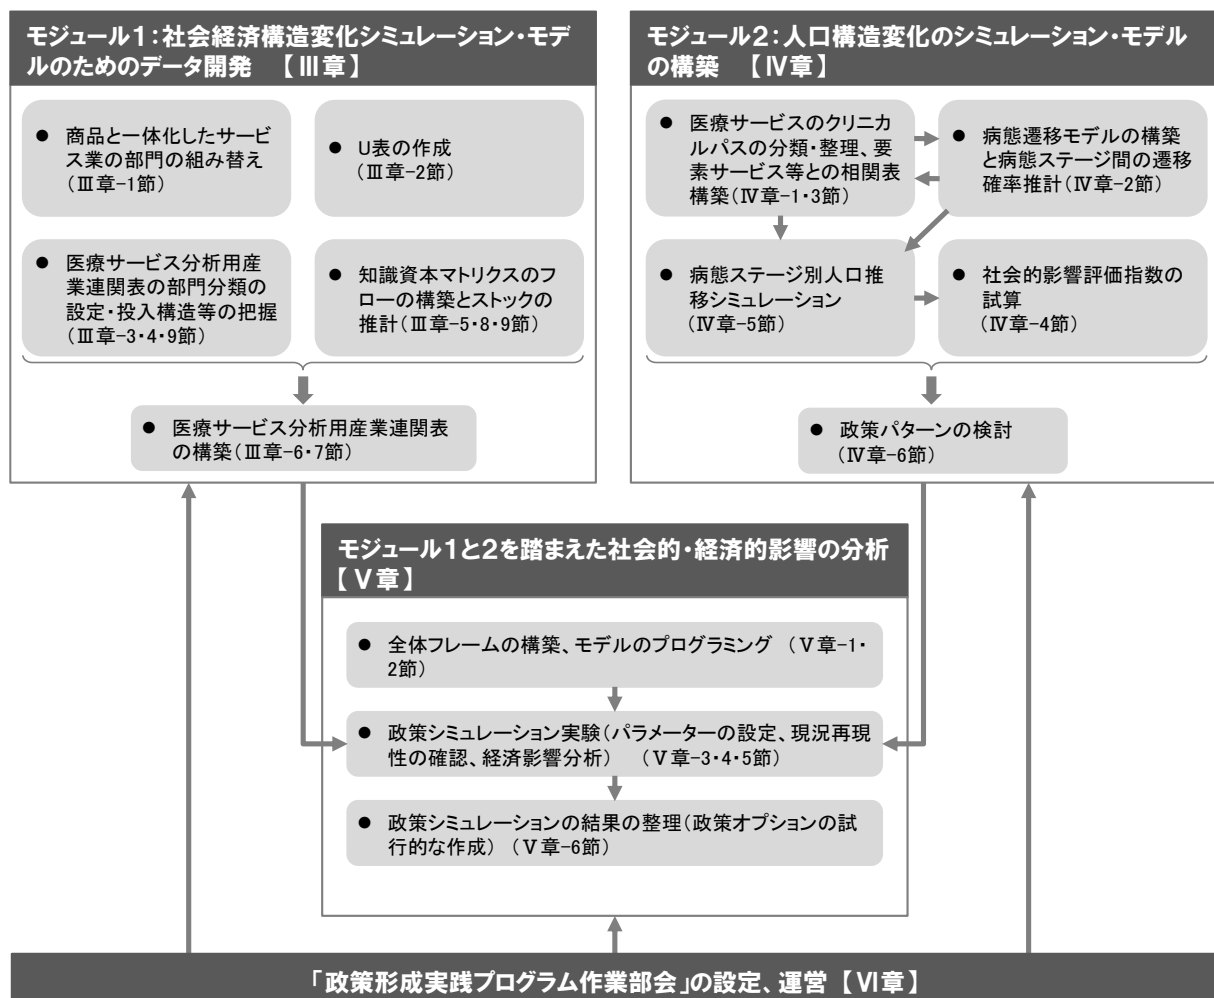 モジュール1：社会経済構造変化シミュレーション・モデ
ルのためのデータ開発　【Ⅲ章】
● 商品と一体化したサービ
ス業の部門の組み替え
（Ⅲ章-1節）
● U表の作成
（Ⅲ章-2節）
● 医療サービス分析用産
業連関表の部門分類の
設定・投入構造等の把握
（Ⅲ章-3・4・9節）
● 知識資本マトリクスのフ
ローの構築とストックの
推計（Ⅲ章-5・8・9節）
● 医療サービス分析用産業連関表
の構築（Ⅲ章-6・7節）
モジュール2：人口構造変化のシミュレーション・モデル
の構築　【Ⅳ章】
● 医療サービスのクリニカ
ルパスの分類・整理、要
素サービス等との相関表
構築（Ⅳ章-1・3節）
● 病態遷移モデルの構築
と病態ステージ間の遷移
確率推計（Ⅳ章-2節）
● 病態ステージ別人口推
移シミュレーション
（Ⅳ章-5節）
● 社会的影響評価指数の
試算
（Ⅳ章-4節）
● 政策パターンの検討
（Ⅳ章-6節）
モジュール1と2を踏まえた社会的・経済的影響の分析
【Ⅴ章】
● 全体フレームの構築、モデルのプログラミング　（Ⅴ章-1・
2節）
● 政策シミュレーション実験（パラメーターの設定、現況再現
性の確認、経済影響分析）　（Ⅴ章-3・4・5節）
● 政策シミュレーションの結果の整理（政策オプションの試
行的な作成）　（Ⅴ章-6節）
「政策形成実践プログラム作業部会」の設定、運営【Ⅵ章】